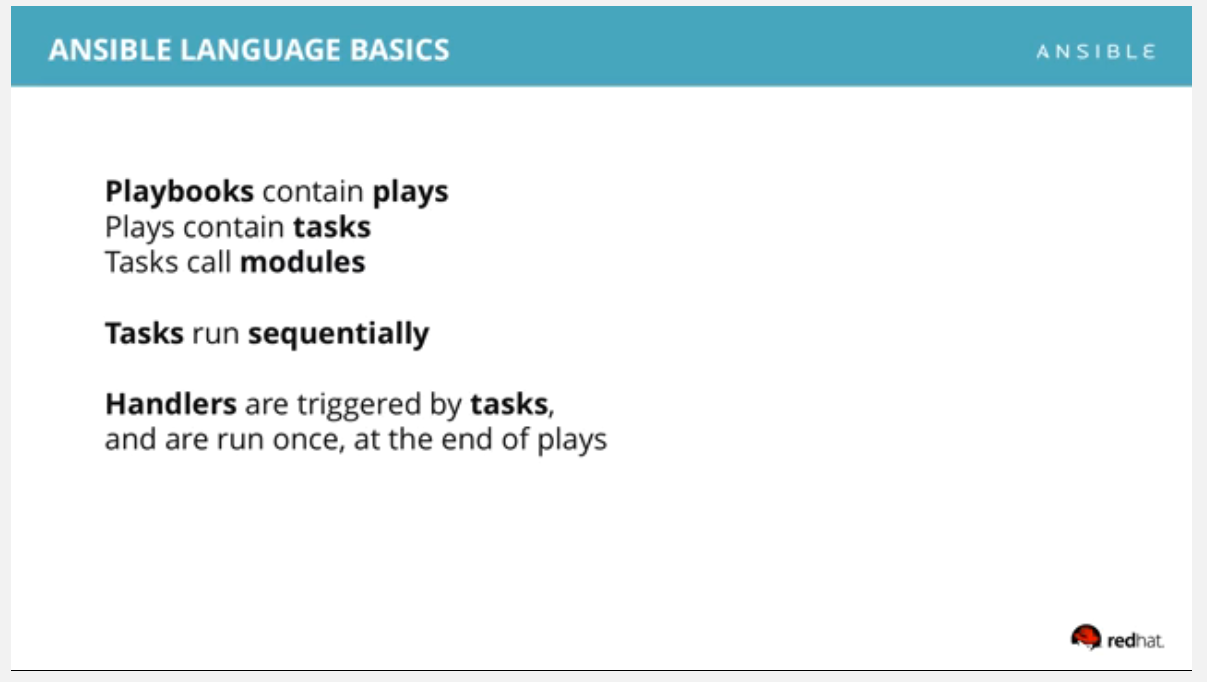 ANSIBLE LANGUAGE BASICS
ANSIBLE
Playbooks contain plays
Plays contain tasks
Tasks call modules
Tasks run sequentially
Handlers are triggered by tasks,
and are run once, at the end of plays
redhat.